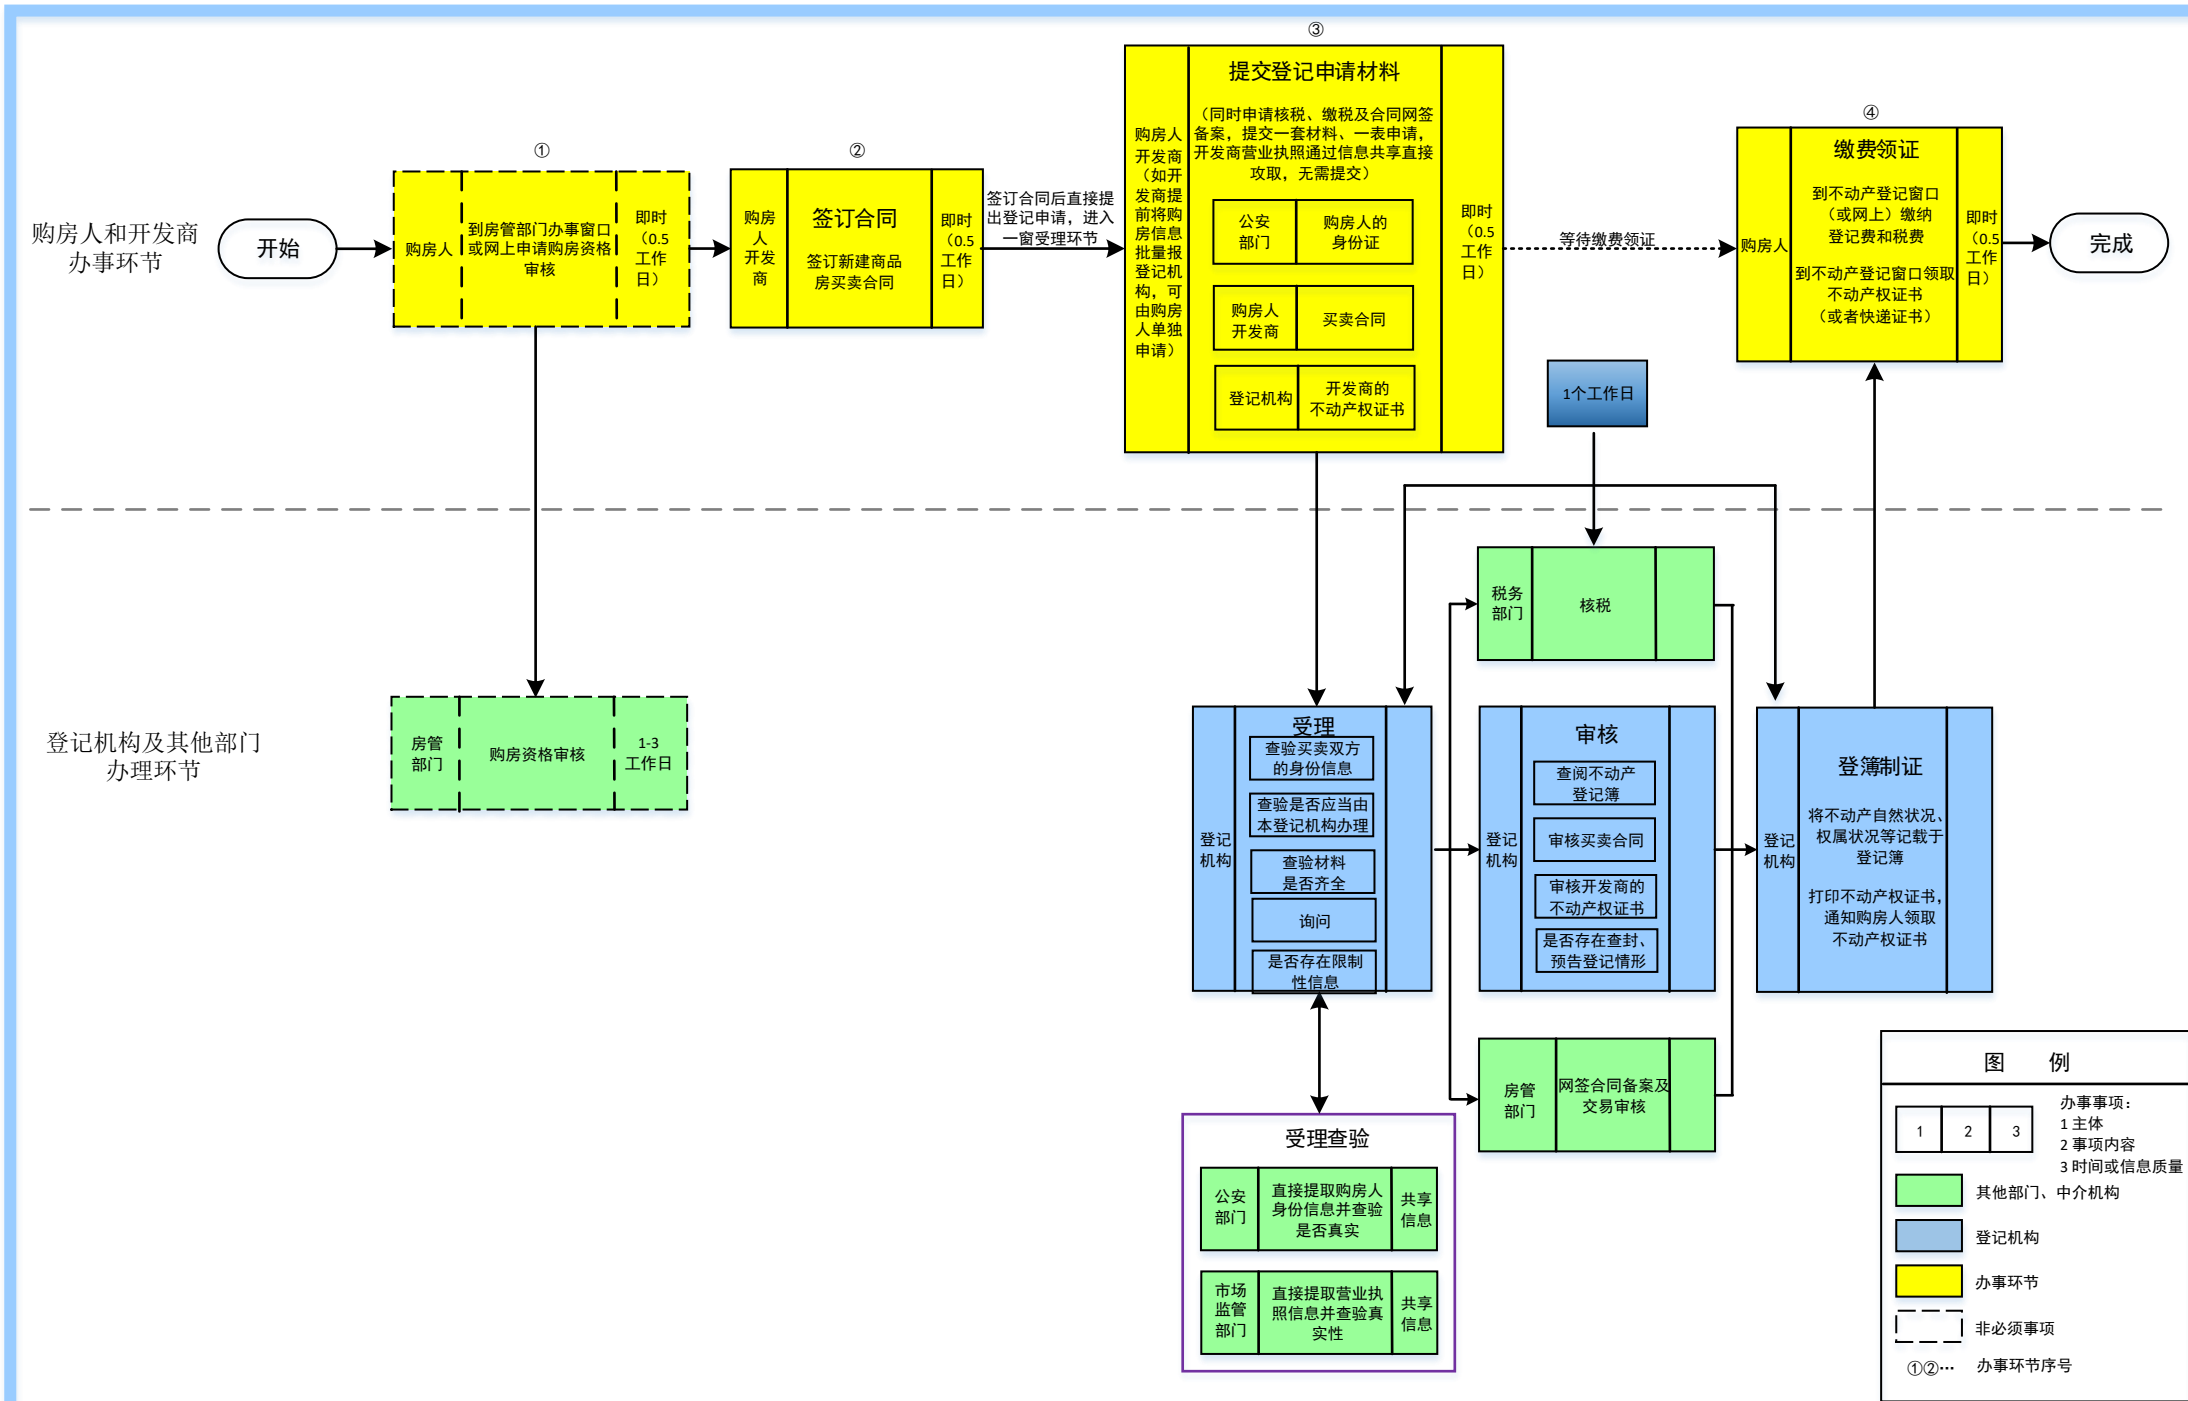 ③
提交登记申请材料
（同时申请核税、缴税及合同网签
备案，提交一套材料、一表申请，
开发商营业执照通过信息共享直接
攻取，无需提交）
购房人
开发商
（如开
发商提
前将购
房信息
批量报
登记机
构，可
由购房
人单独
申请）
公安
部门
购房人的
身份证
购房人
开发商
买卖合同
登记机构
开发商的
不动产权证书
即时
（0.5
工作
日）
购房人和开发商
办事环节
开始
①
购房人
到房管部门办事窗口
或网上申请购房资格
审核
即时
（0.5
工作
日）
②
购房
人
开发
商
签订合同
签订新建商品
房买卖合同
即时
（0.5
工作
日）
签订合同后直接提
出登记申请，进入
一窗受理环节
等待缴费领证
④
购房人
缴费领证
到不动产登记窗口
（或网上）缴纳
登记费和税费
到不动产登记窗口领取
不动产权证书
（或者快递证书）
即时
（0.5
工作
日）
完成
1个工作日
登记机构及其他部门
办理环节
房管
部门
购房资格审核
1-3
工作日
税务
部门
核税
登记
机构
受理
查验买卖双方
的身份信息
查验是否应当由
本登记机构办理
查验材料
是否齐全
询问
是否存在限制
性信息
登记
机构
审核
查阅不动产
登记簿
审核买卖合同
审核开发商的
不动产权证书
是否存在查封、
预告登记情形
登记
机构
登簿制证
将不动产自然状况、
权属状况等记载于
登记簿
打印不动产权证书，
通知购房人领取
不动产权证书
房管
部门
网签合同备案及
交易审核
受理查验
公安
部门
直接提取购房人
身份信息并查验
是否真实
共享
信息
市场
监管
部门
直接提取营业执
照信息并查验真
实性
共享
信息
图 例
1 2 3
办事事项：
1 主体
2 事项内容
3 时间或信息质量
其他部门、中介机构
登记机构
办事环节
非必须事项
①②… 办事环节序号